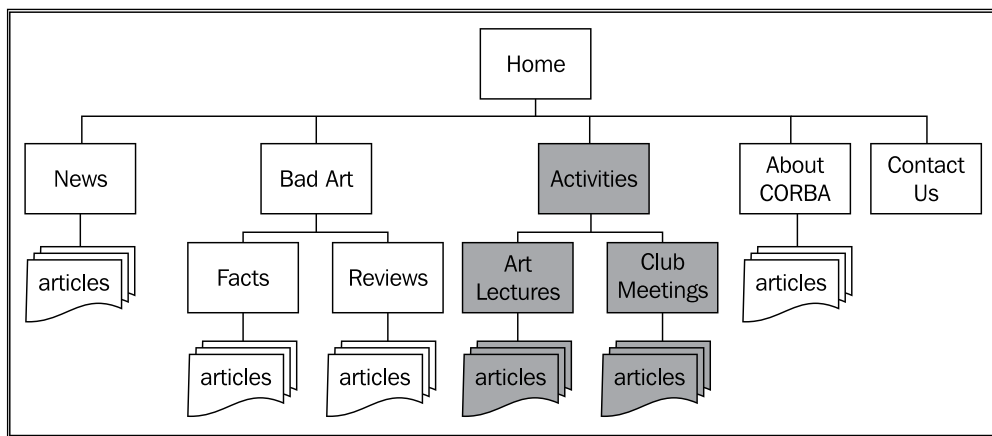 Home
News
Bad Art
Activities
About
CORBA
Contact
Us
articles
Facts
Reviews
Art
Lectures
Club
Meetings
articles
articles
articles
articles
articles